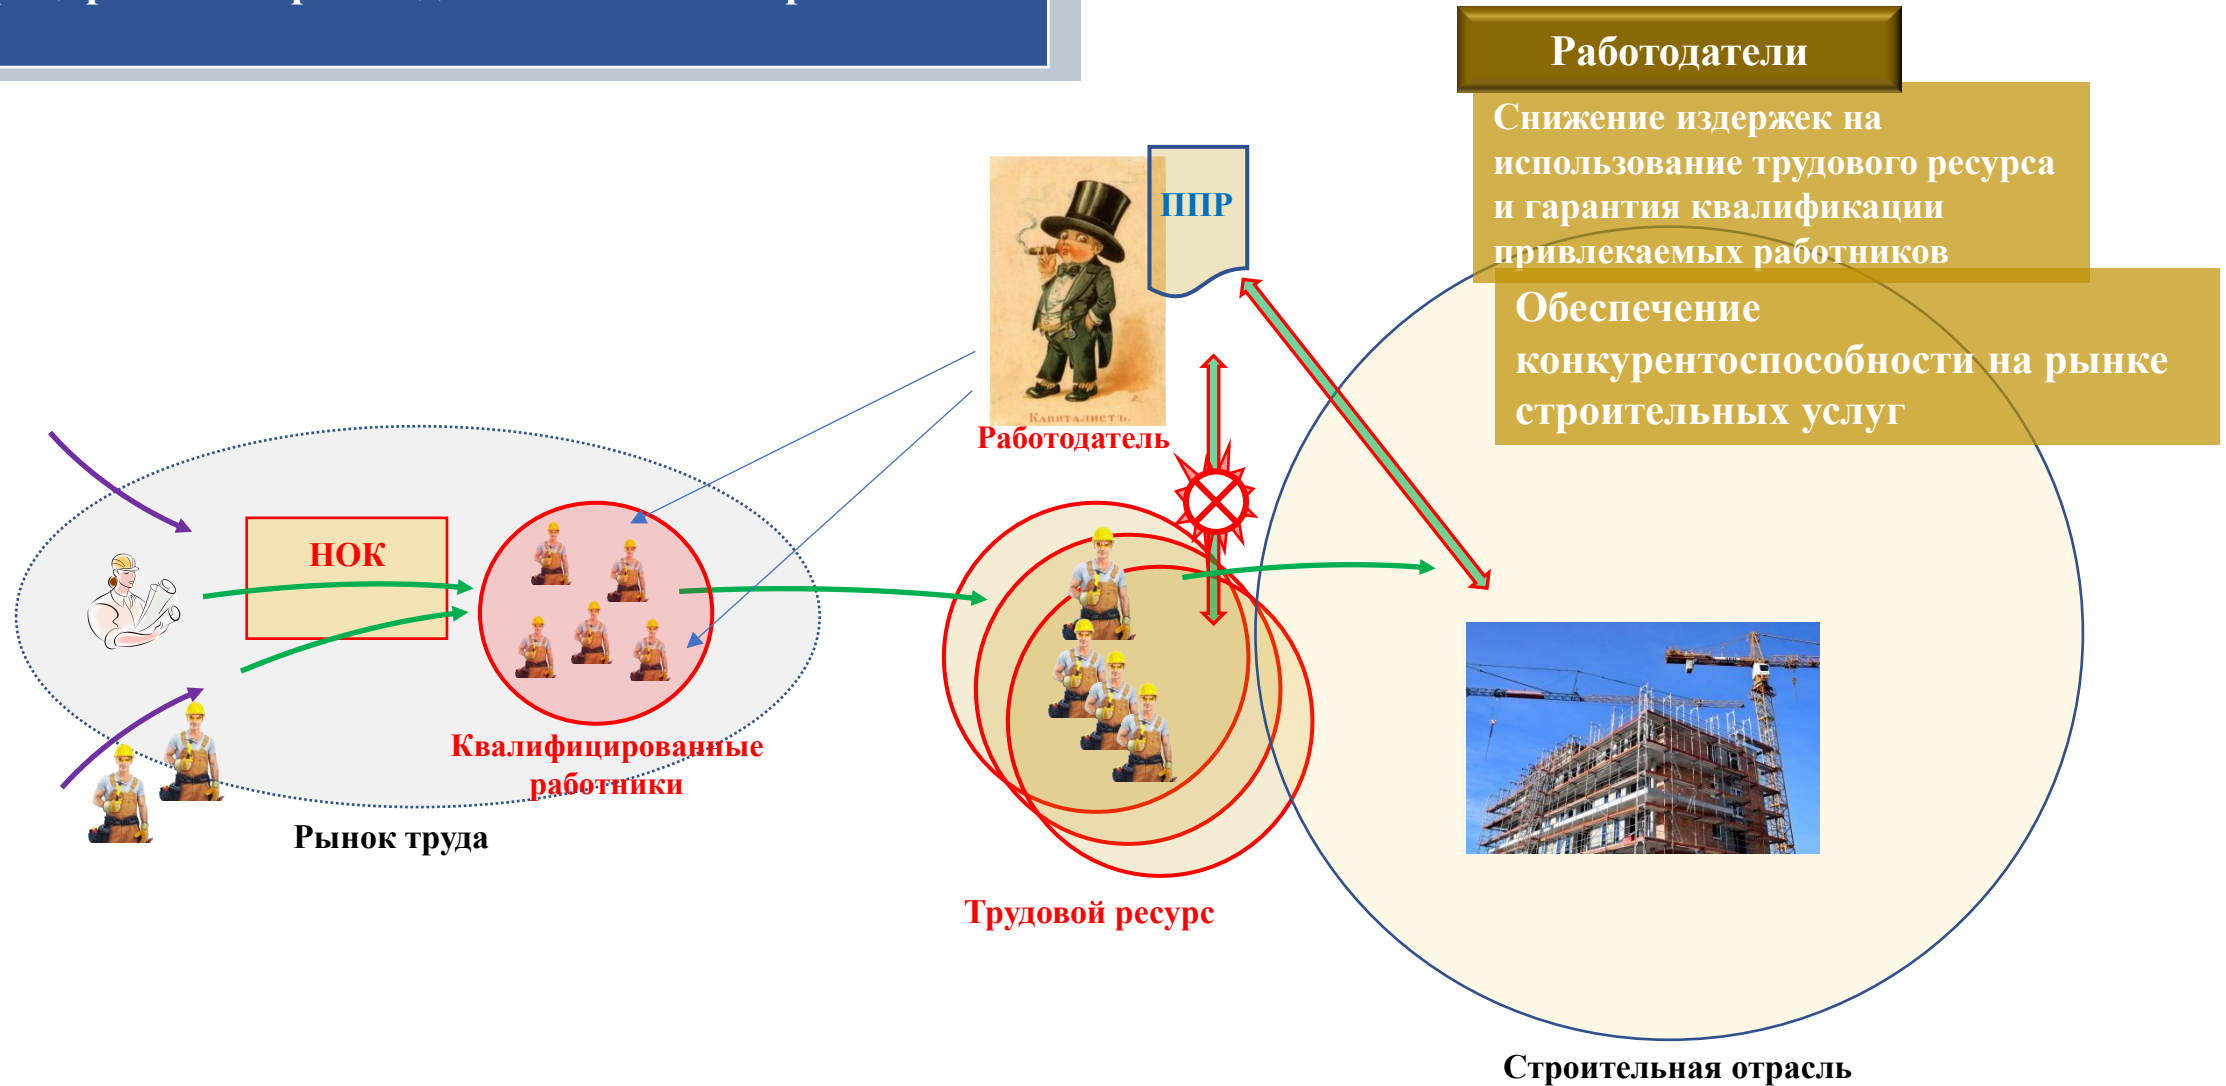 Работодатели
Снижение издержек на
использование трудового ресурса
и гарантия квалификации
привлекаемых работников
Обеспечение
конкурентоспособности на рынке
строительных услуг
ППР
Капиталистъ.
Работодатель
НОК
Квалифицированные
работники
Рынок труда
Трудовой ресурс
Строительная отрасль